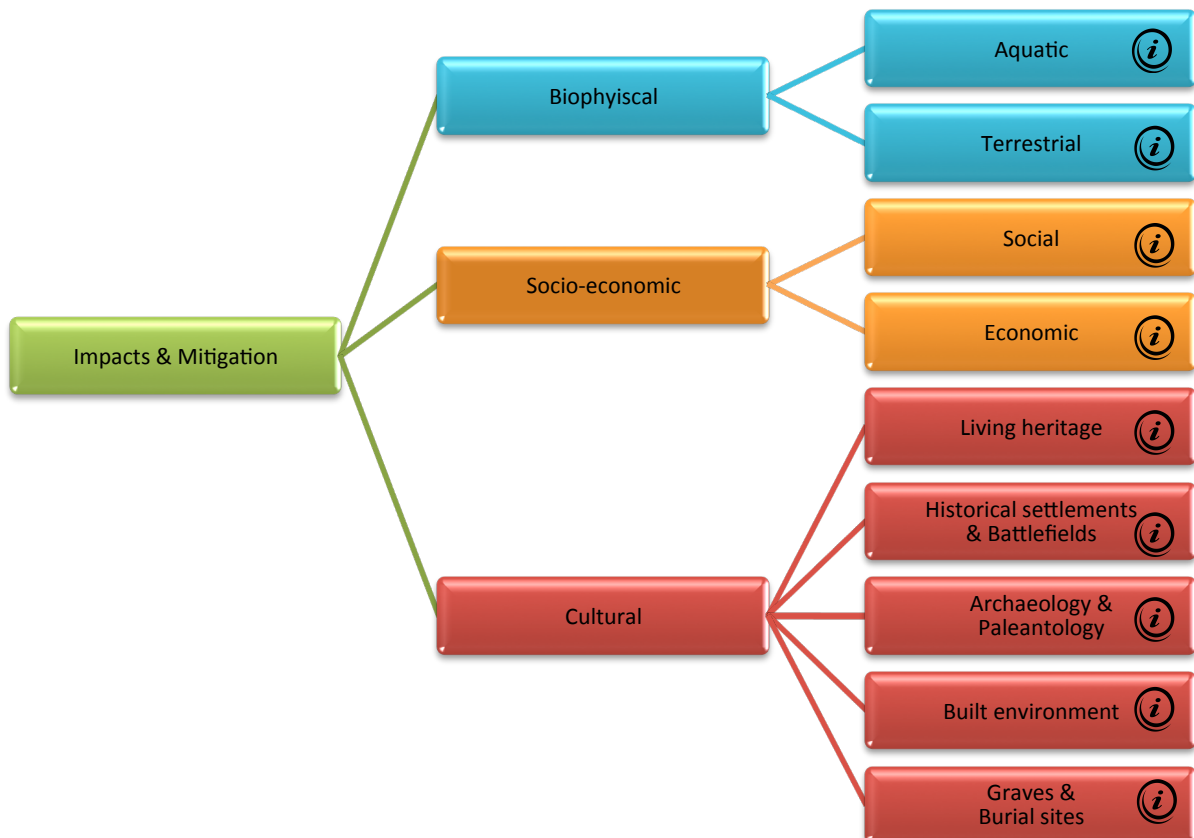 Impacts & Mitigation
Biophyiscal
Aquatic
i
Terrestrial
i
Socio-economic
Social
i
Economic
i
Cultural
Living heritage
i
Historical settlements
& Battlefields
i
Archaeology &
Paleantology
i
Built environment
i
Graves &
Burial sites
i